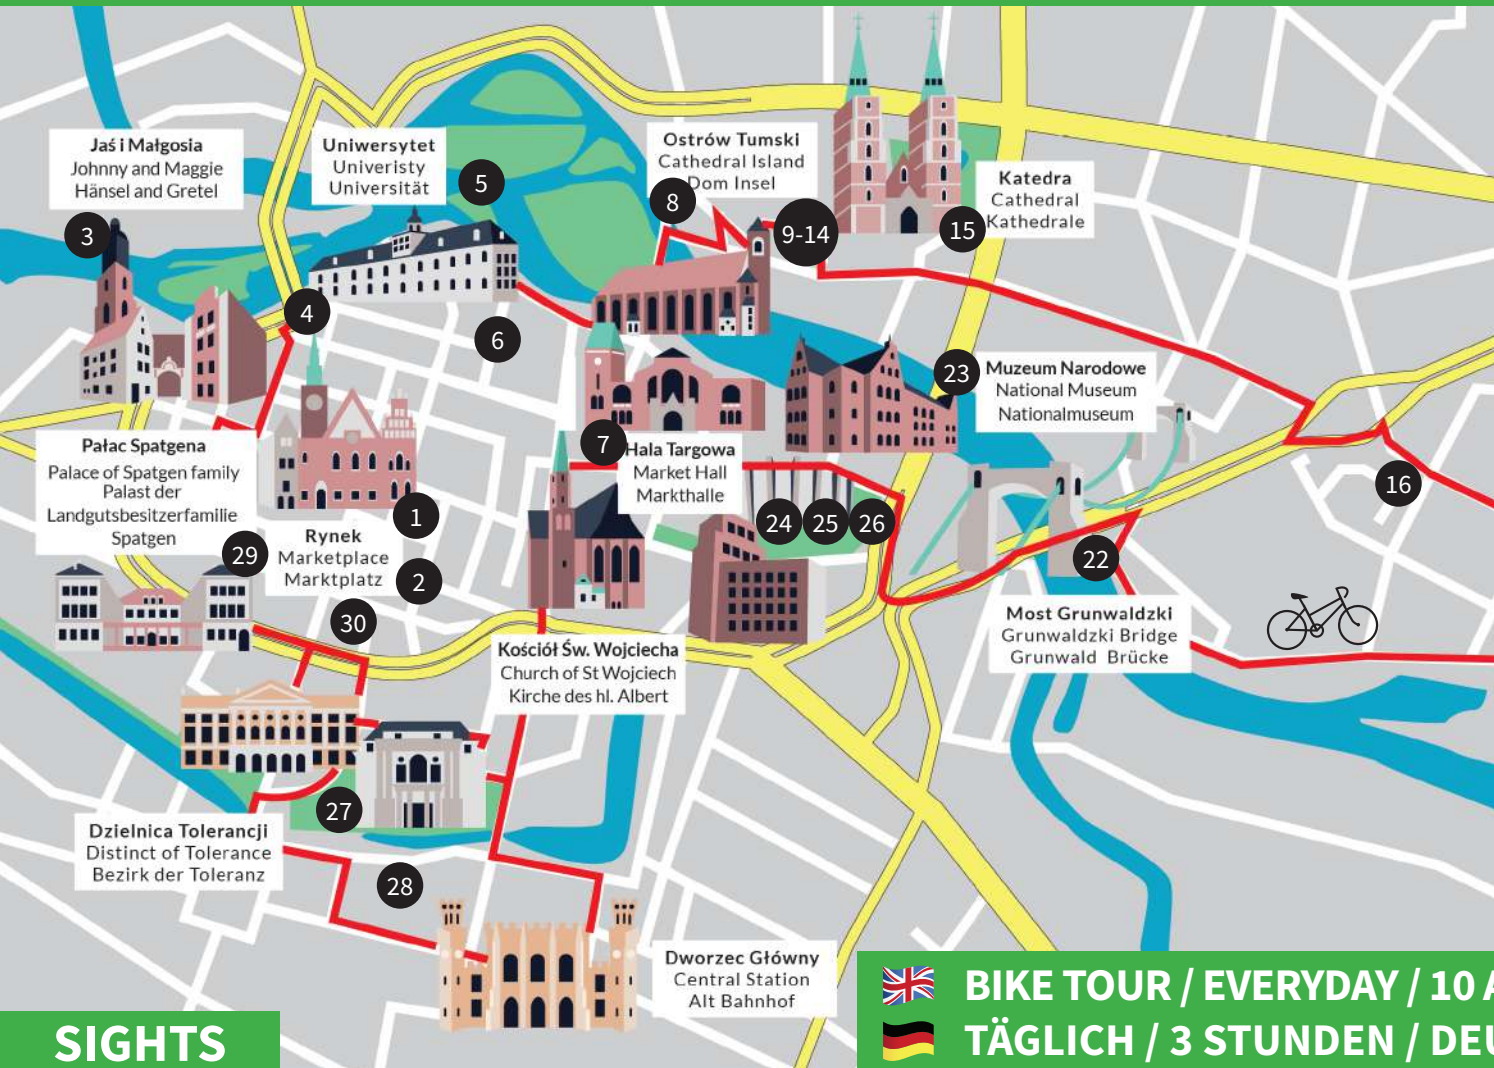 Jaś i Małgosia
Johnny and Maggie
Hänsel and Gretel
3
Uniwersytet
Univeristy
Universität
5
Ostrów Tumski
Cathedral Island
Dom Insel
8
9-14
Katedra
Cathedral
Kathedrale
15
4
6
23
Muzeum Narodowe
National Museum
Nationalmuseum
Pałac Spatgena
Palace of Spatgen family
Palast der
Landgutsbesitzerfamilie
Spatgen
29
7
Hala Targowa
Market Hall
Markthalle
16
1
Rynek
Marketplace
Marktplatz
2
24
25
26
22
30
Most Grunwaldzki
Grunwaldzki Bridge
Grunwald Brücke
Kościół Św. Wojciecha
Church of St Wojciech
Kirche des hl. Albert
27
Dzielnica Tolerancji
Distinct of Tolerance
Bezirk der Toleranz
28
Dworzec Główny
Central Station
Alt Bahnhof
BIKE TOUR / EVERYDAY / 10 A
TÄGLICH / 3 STUNDEN / DEU
SIGHTS